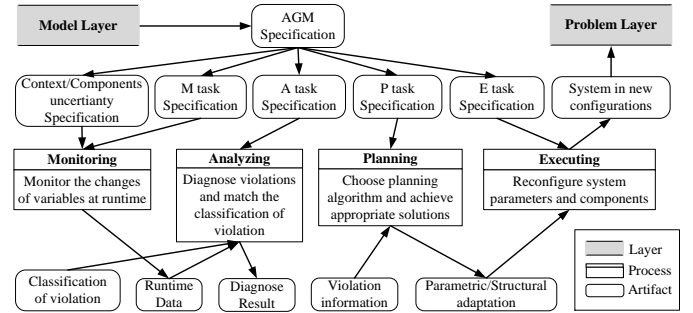 Model Layer
AGM
Specification
Problem Layer
Context/Components
uncertianty
Specification
M task
Specification
A task
Specification
P task
Specification
E task
Specification
System in new
configurations
Monitoring
Monitor the changes
of variables at runtime
Analyzing
Diagnose violations
and match the
classification of
violation
Planning
Choose planning
algorithm and achieve
appropriate solutions
Executing
Reconfigure system
parameters and components
Classification
of violation
Runtime
Data
Diagnose
Result
Violation
information
Parametric/Structural
adaptation
Layer
Process
Artifact